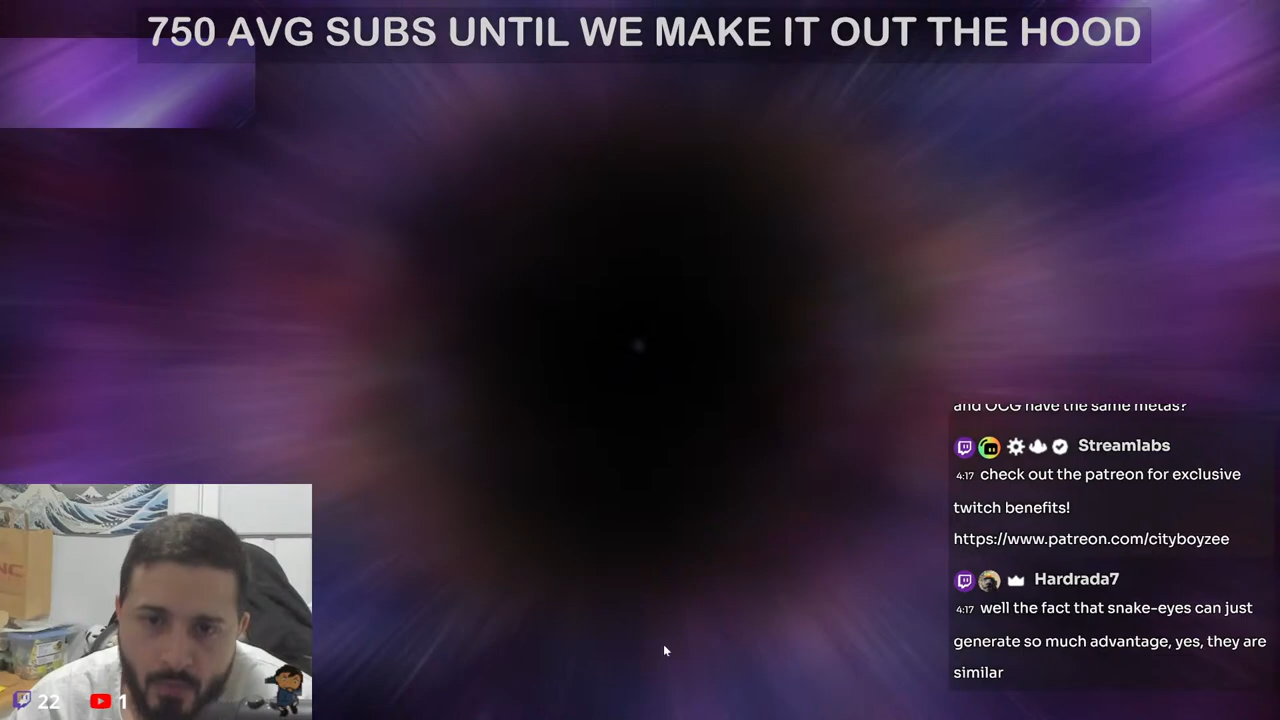 750 AVG SUBS UNTIL WE MAKE IT OUT THE HOOD
and OCG have the same metas?
Streamlabs
4:17 check out the patreon for exclusive
twitch benefits!
https://www.patreon.com/cityboyzee
Hardrada7
4:17 well the fact that snake-eyes can just
generate so much advantage, yes, they are
similar
22 1